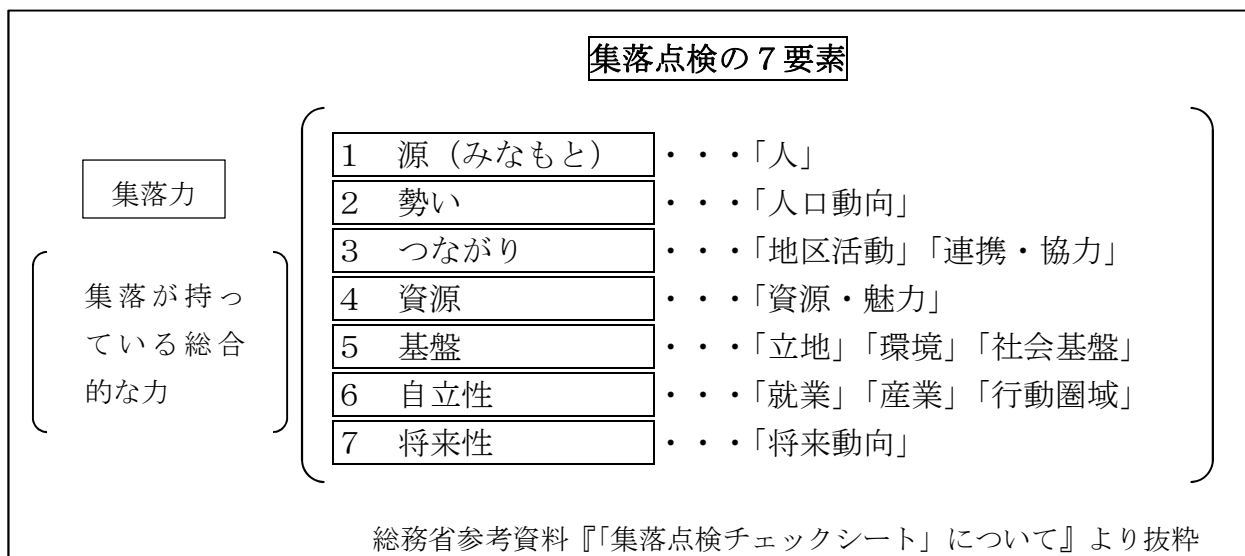 集落点検の７要素
集落力
集落が持っ
ている総合
的な力
１　源（みなもと）・・・「人」
２　勢い・・・「人口動向」
３　つながり・・・「地区活動」「連携・協力」
４　資源・・・「資源・魅力」
５　基盤・・・「立地」「環境」「社会基盤」
６　自立性・・・「就業」「産業」「行動圏域」
７　将来性・・・「将来動向」
総務省参考資料『「集落点検チェックシート」について』より抜粋